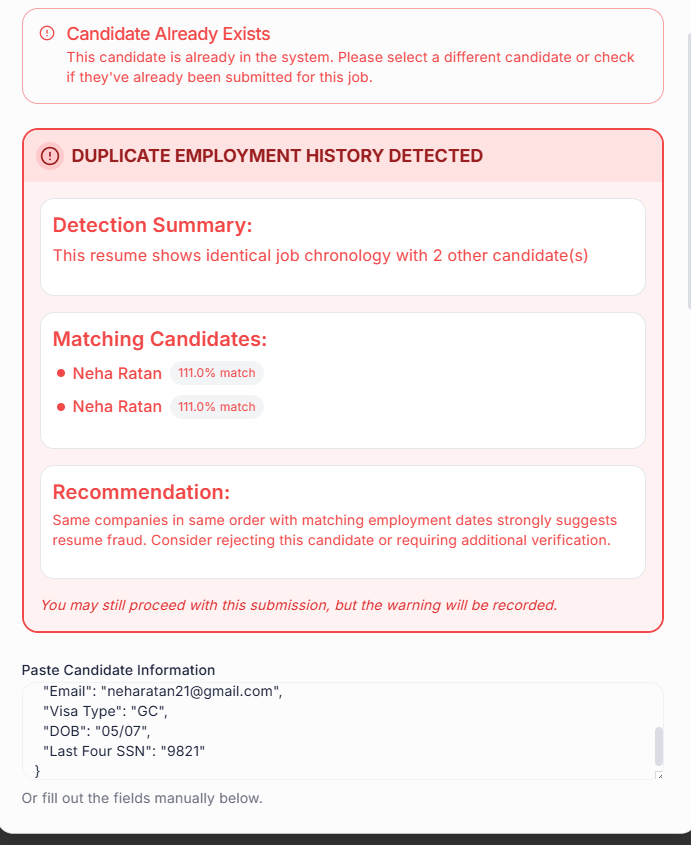 Candidate Already Exists
This candidate is already in the system. Please select a different candidate or check
if they've already been submitted for this job.
DUPLICATE EMPLOYMENT HISTORY DETECTED
Detection Summary:
This resume shows identical job chronology with 2 other candidate(s)
Matching Candidates:
Neha Ratan 111.0% match
Neha Ratan 111.0% match
Recommendation:
Same companies in same order with matching employment dates strongly suggests
resume fraud. Consider rejecting this candidate or requiring additional verification.
You may still proceed with this submission, but the warning will be recorded.
Paste Candidate Information
"Email": "neharatan21@gmail.com",
"Visa Type": "GC",
"DOB": "05/07",
"Last Four SSN": "9821"
}
Or fill out the fields manually below.